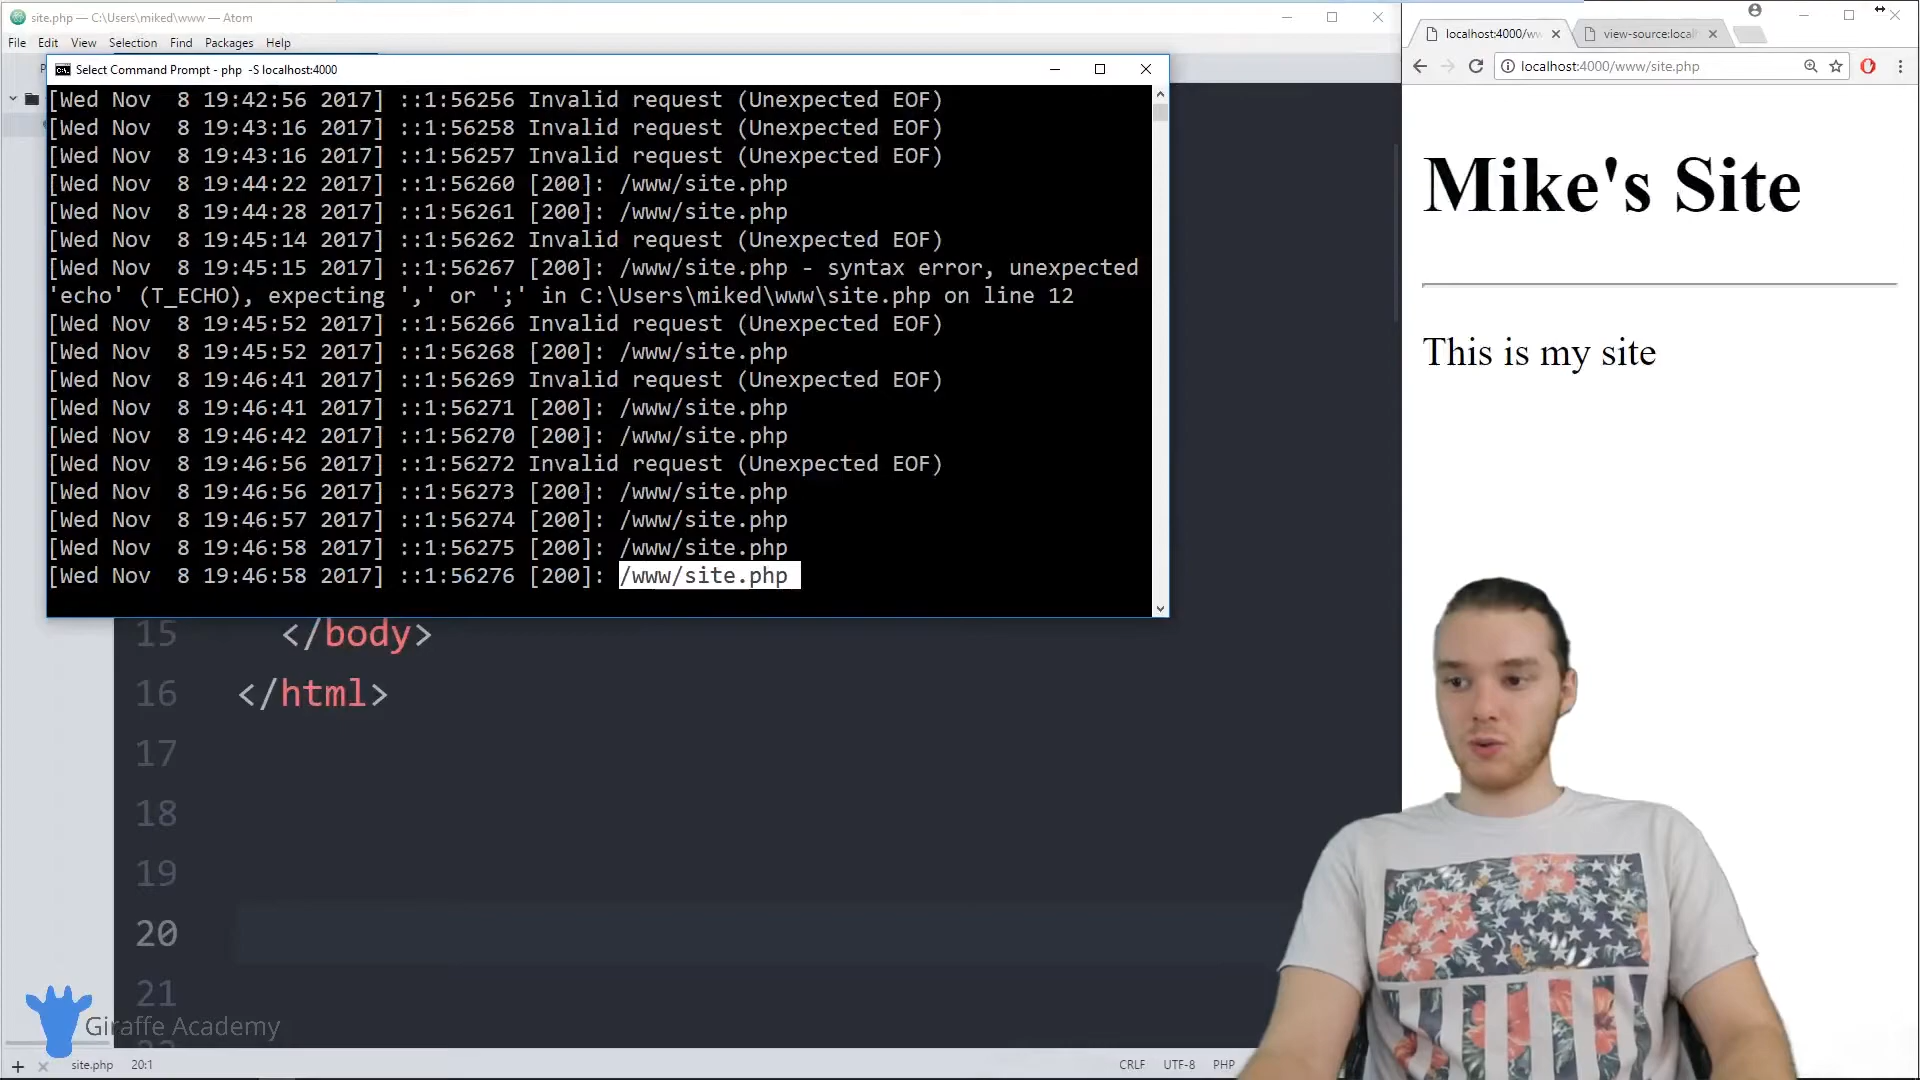 site.php — C:\Users\miked\www — Atom
File Edit View Selection Find Packages Help
Select Command Prompt - php -S localhost:4000
[Wed Nov  8 19:42:56 2017] ::1:56256 Invalid request (Unexpected EOF)
[Wed Nov  8 19:43:16 2017] ::1:56258 Invalid request (Unexpected EOF)
[Wed Nov  8 19:43:16 2017] ::1:56257 Invalid request (Unexpected EOF)
[Wed Nov  8 19:44:22 2017] ::1:56260 [200]: /www/site.php
[Wed Nov  8 19:44:28 2017] ::1:56261 [200]: /www/site.php
[Wed Nov  8 19:45:14 2017] ::1:56262 Invalid request (Unexpected EOF)
[Wed Nov  8 19:45:15 2017] ::1:56267 [200]: /www/site.php - syntax error, unexpected
'echo' (T_ECHO), expecting ',' or ';' in C:\Users\miked\www\site.php on line 12
[Wed Nov  8 19:45:52 2017] ::1:56266 Invalid request (Unexpected EOF)
[Wed Nov  8 19:45:52 2017] ::1:56268 [200]: /www/site.php
[Wed Nov  8 19:46:41 2017] ::1:56269 Invalid request (Unexpected EOF)
[Wed Nov  8 19:46:41 2017] ::1:56271 [200]: /www/site.php
[Wed Nov  8 19:46:42 2017] ::1:56270 [200]: /www/site.php
[Wed Nov  8 19:46:56 2017] ::1:56272 Invalid request (Unexpected EOF)
[Wed Nov  8 19:46:56 2017] ::1:56273 [200]: /www/site.php
[Wed Nov  8 19:46:57 2017] ::1:56274 [200]: /www/site.php
[Wed Nov  8 19:46:58 2017] ::1:56275 [200]: /www/site.php
[Wed Nov  8 19:46:58 2017] ::1:56276 [200]: /www/site.php
15 </body>
16 </html>
17
18
19
20
21
Giraffe Academy
site.php 20:1
CRLF UTF-8 PHP
localhost:4000/w view-source:local
localhost:4000/www/site.php
Mike's Site
This is my site